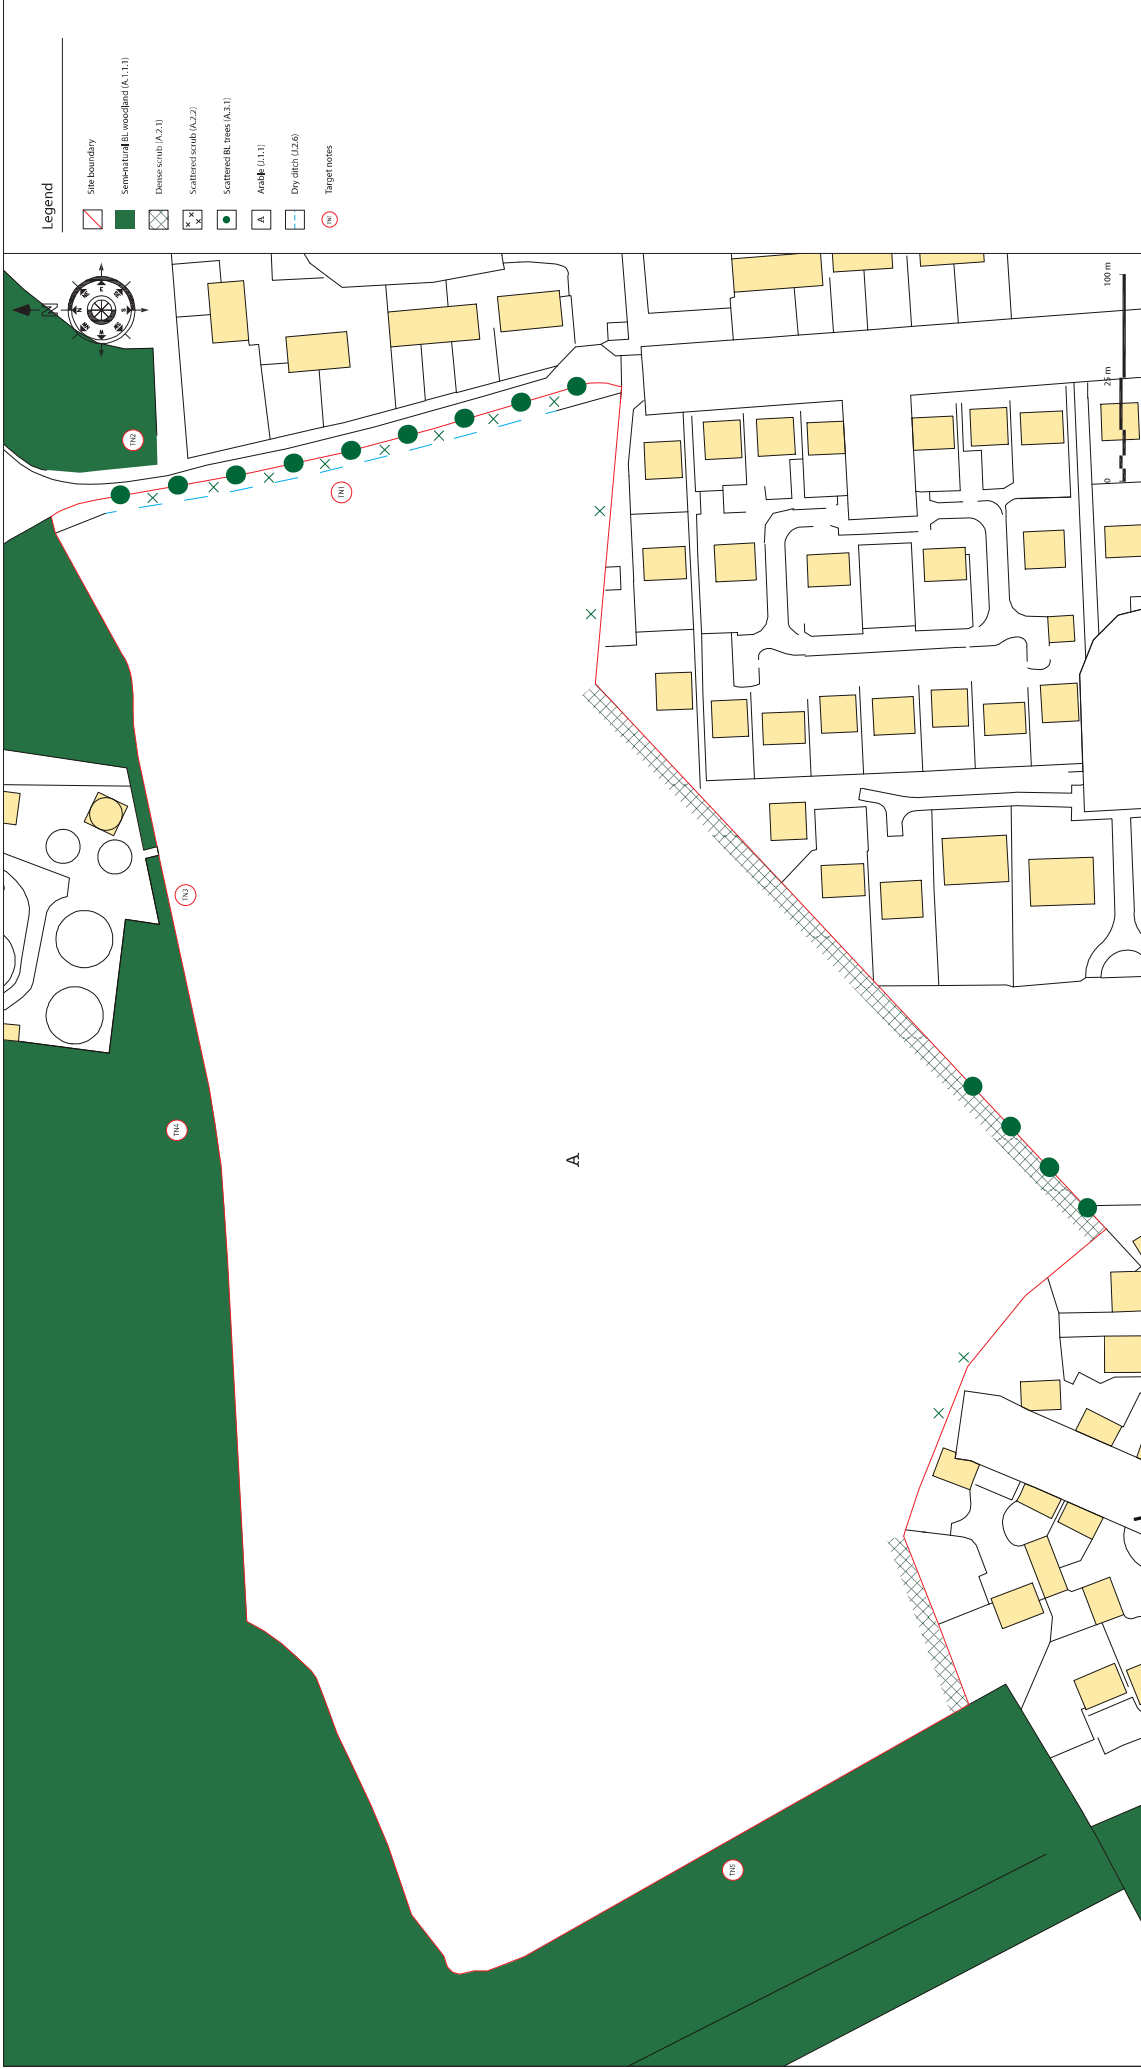 Legend
Site boundary
Semi-natural BL woodland (A.1.1.1)
Dense scrub (A.2.1)
Scattered scrub (A.2.2)
Scattered BL trees (A.3.1)
A
Arable (J.1.1)
Dry ditch (J.2.6)
TN1
Target notes
N
N
E
S
W
TN2
TN1
TN3
TN4
A
TN5
0
25 m
100 m